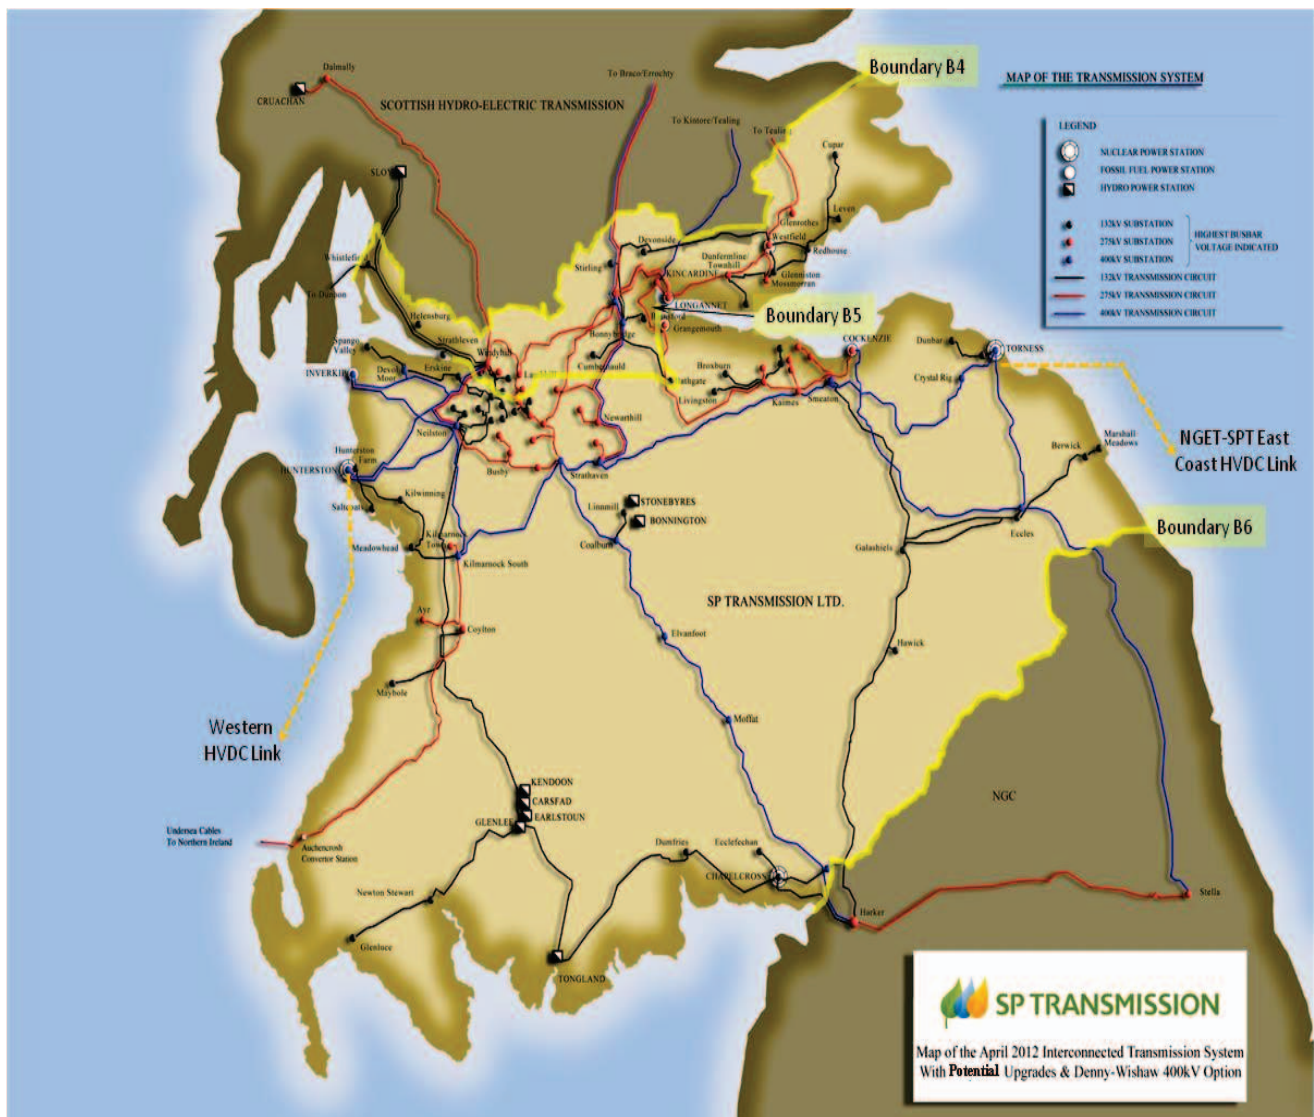 Boundary B4
MAP OF THE TRANSMISSION SYSTEM
To Braco/Errochty
Dalmally
CRUACHAN
SCOTTISH HYDRO-ELECTRIC TRANSMISSION
To Kintore/Tealing
To Tealing
LEGEND
NUCLEAR POWER STATION
FOSSIL FUEL POWER STATION
HYDRO POWER STATION
132kV SUBSTATION
275kV SUBSTATION
400kV SUBSTATION
HIGHEST BUSBAR
VOLTAGE INDICATED
132kV TRANSMISSION CIRCUIT
275kV TRANSMISSION CIRCUIT
400kV TRANSMISSION CIRCUIT
Cupar
SLOY
Leven
Glenrothes
Westfield
Devonside
Redhouse
Dunfermline/
Townhill
Stirling
KINCARDINE
Glenniston
Mossmorran
To Dunoon
LONGANNET
Boundary B5
Grangemouth
Helensburg
Bonnybridge
COCKENZIE
Dunbar
TORNESS
Spango
Valley
Strathleven
Windyhill
Cumbernauld
Broxburn
INVERKIP
Devol
Moor
Erskine
Bathgate
Livingston
Kaimes
Smeaton
Crystal Rig
Neilston
Newarthill
Marshall
Meadows
Berwick
NGET-SPT East
Coast HVDC Link
Hunterston
Farm
HUNTERSTON
Busby
Strathaven
Kilwinning
Saltcoats
Linnmill
STONEBYRES
BONNINGTON
Boundary B6
Meadowhead
Kilmarnock
Town
Kilmarnock South
Coalburn
Galashiels
Eccles
SP TRANSMISSION LTD.
Ayr
Coylton
Elvanfoot
Hawick
Maybole
Western
HVDC Link
Moffat
KENDOON
CARSFAD
EARLSTOUN
GLENLEE
NGC
Undersea Cables
To Northern Ireland
Auchencrosh
Convertor Station
Dumfries
Ecclefechan
CHAPELCROSS
Newton Stewart
Harker
Stella
Glenluce
TONGLAND
SP TRANSMISSION
Map of the April 2012 Interconnected Transmission System
With Potential Upgrades & Denny-Wishaw 400kV Option